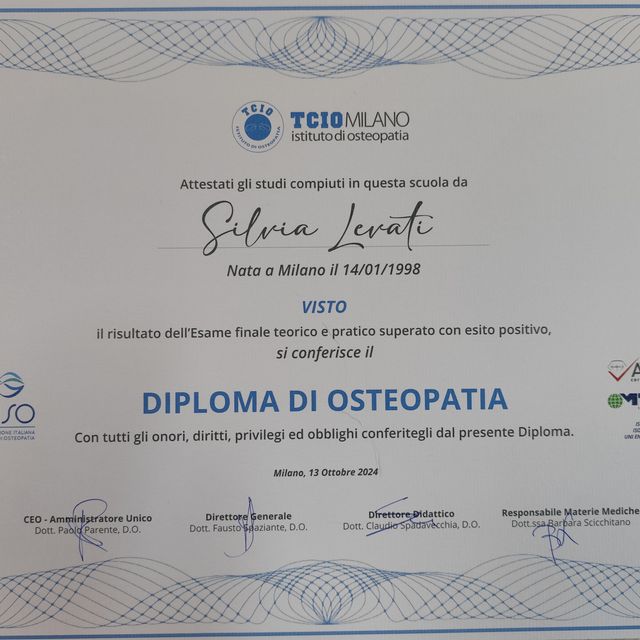 TCIO
ISTITUTO DI OSTEOPATIA
TCIO MILANO
istituto di osteopatia
Attestati gli studi compiuti in questa scuola da
Silvia Levati
Nata a Milano il 14/01/1998
VISTO
il risultato dell'Esame finale teorico e pratico superato con esito positivo,
si conferisce il
DIPLOMA DI OSTEOPATIA
Con tutti gli onori, diritti, privilegi ed obblighi conferitegli dal presente Diploma.
Milano, 13 Ottobre 2024
CEO - Amministratore Unico
Dott. Paolo Parente, D.O.
Direttore Generale
Dott. Fausto Spaziante, D.O.
Direttore Didattico
Dott. Claudio Spadavecchia, D.O.
Responsabile Materie Mediche
Dott.ssa Barbara Scicchitano